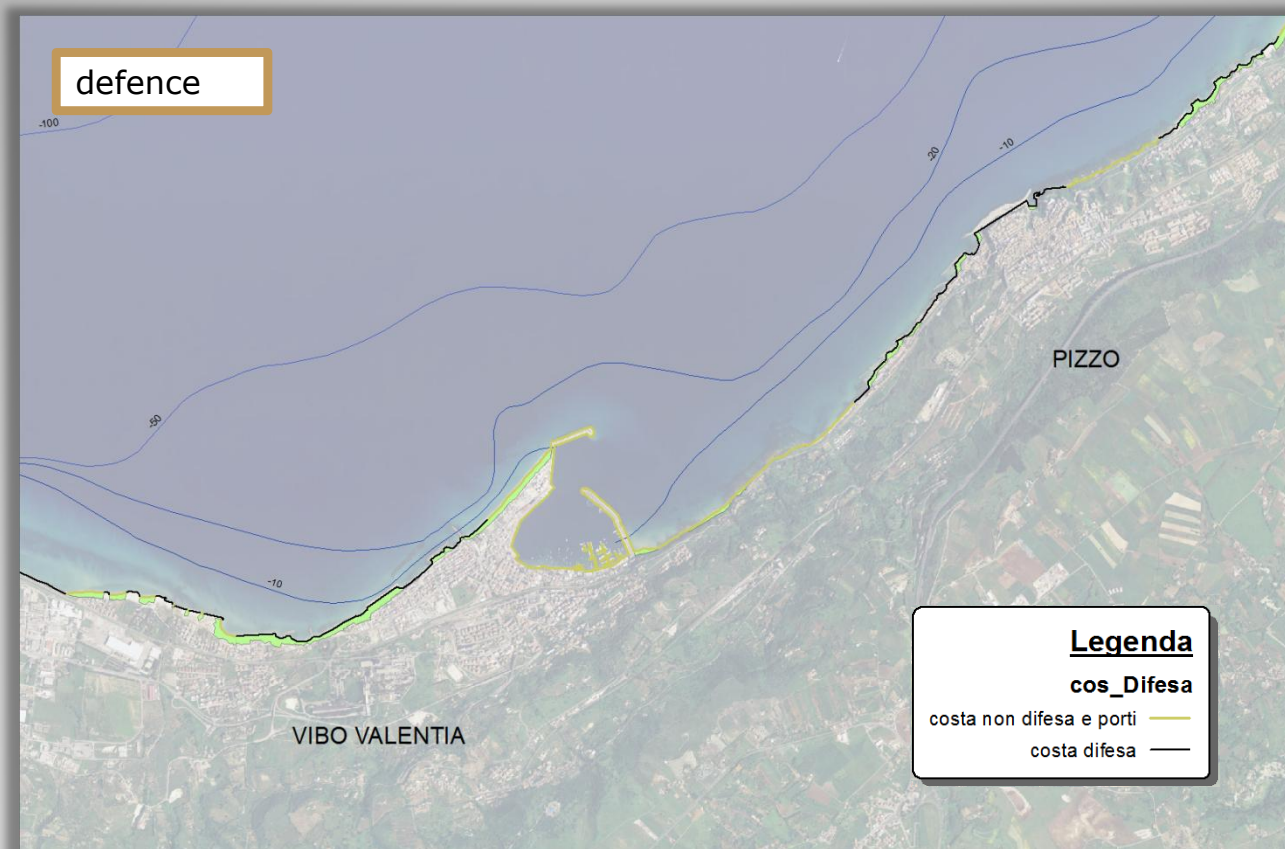 defence
-100
-20
-10
PIZZO
-50
-10
VIBO VALENTIA
Legenda
cos_Difesa
costa non difesa e porti
costa difesa